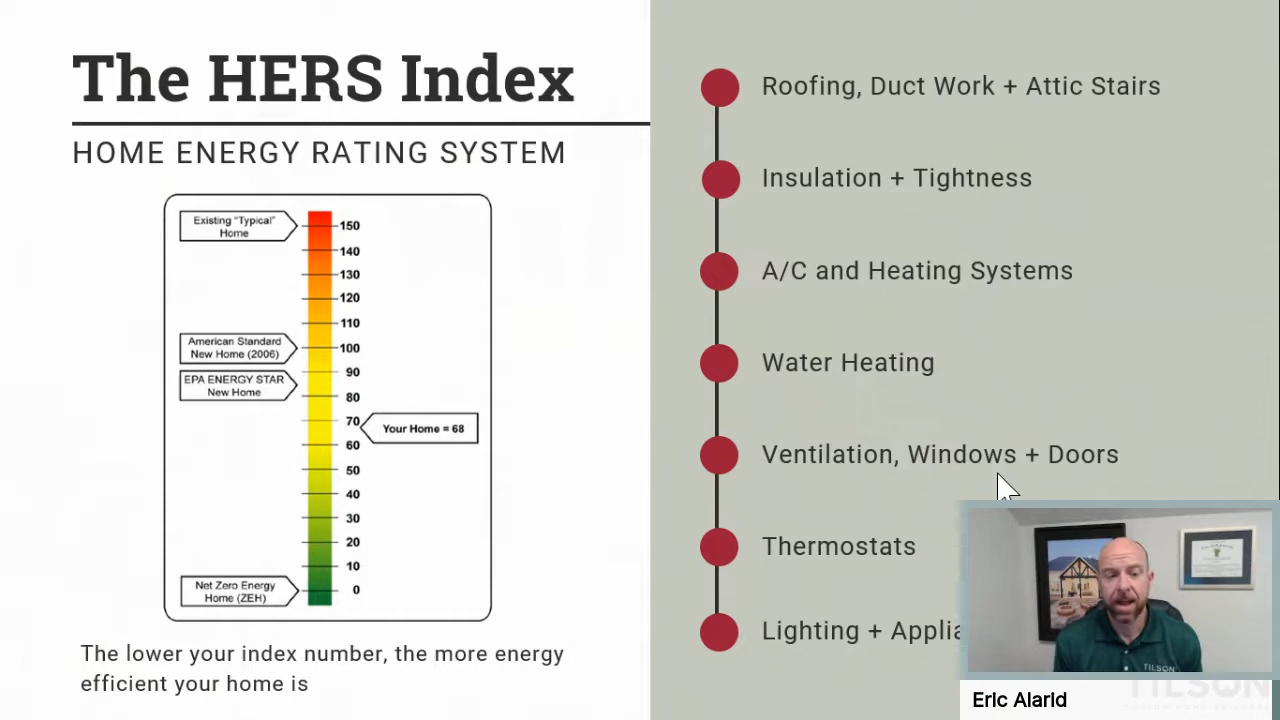 The HERS Index
HOME ENERGY RATING SYSTEM
Existing "Typical"
Home
150
140
130
120
110
American Standard
New Home (2006)
100
90
EPA ENERGY STAR
New Home
80
70
Your Home = 68
60
50
40
30
20
10
Net Zero Energy
Home (ZEH)
0
The lower your index number, the more energy
efficient your home is
Roofing, Duct Work + Attic Stairs
Insulation + Tightness
A/C and Heating Systems
Water Heating
Ventilation, Windows + Doors
Thermostats
Lighting + Applia
TILSON
TILSON
Eric Alarid